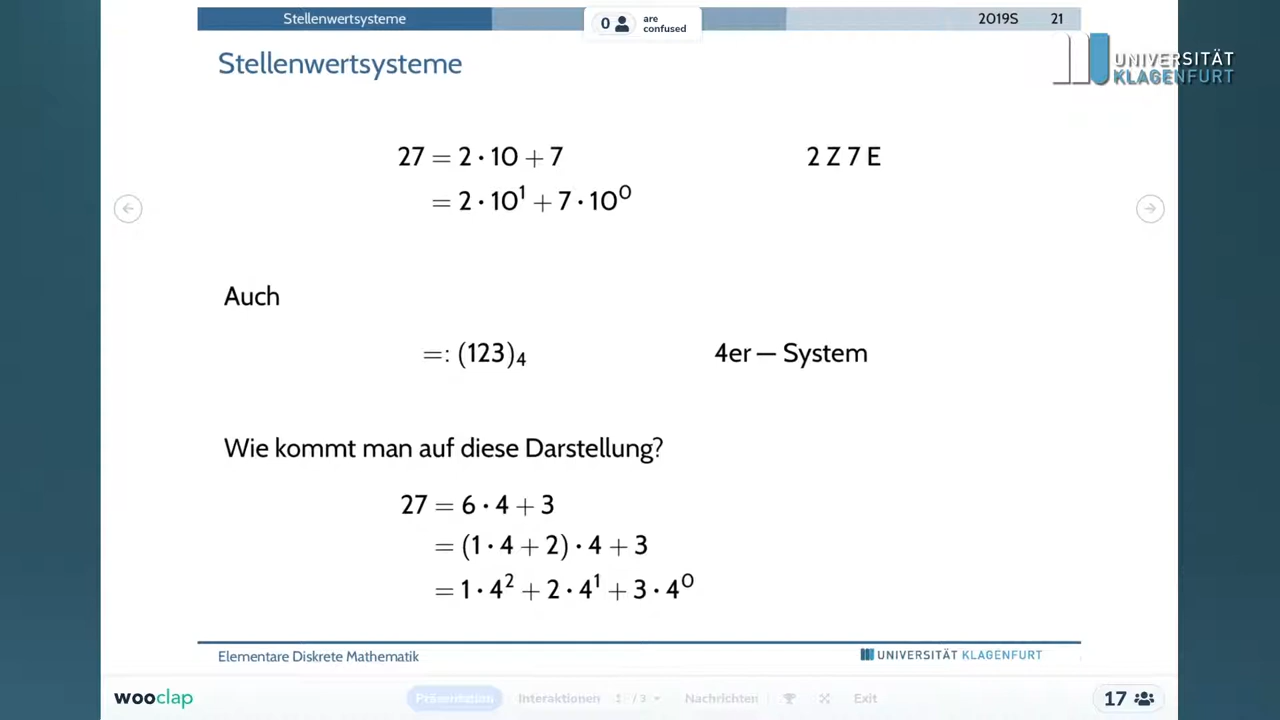 Stellenwertsysteme
0 are confused
2019S 21
Stellenwertsysteme
UNIVERSITÄT
KLAGENFURT
27 = 2 · 10 + 7 2 Z 7 E
= 2 · 10¹ + 7 · 10⁰
Auch
=: (123)₄ 4er — System
Wie kommt man auf diese Darstellung?
27 = 6 · 4 + 3
= (1 · 4 + 2) · 4 + 3
= 1 · 4² + 2 · 4¹ + 3 · 4⁰
Elementare Diskrete Mathematik UNIVERSITÄT KLAGENFURT
wooclap Präsentation Interaktionen / 3 Nachrichten Exit 17